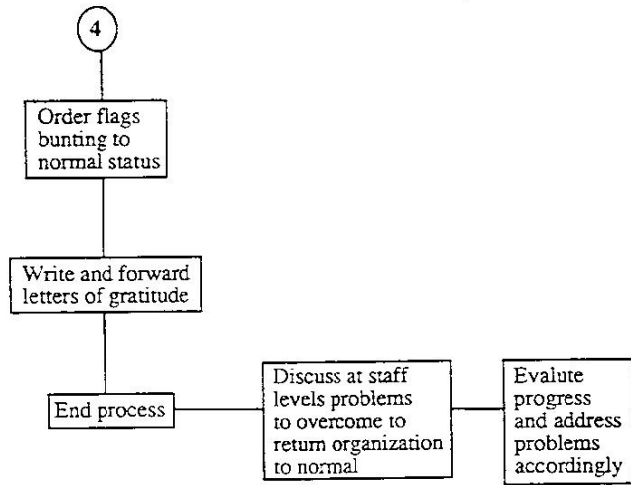 4
Order flags
bunting to
normal status
Write and forward
letters of gratitude
End process
Discuss at staff
levels problems
to overcome to
return organization
to normal
Evalute
progress
and address
problems
accordingly